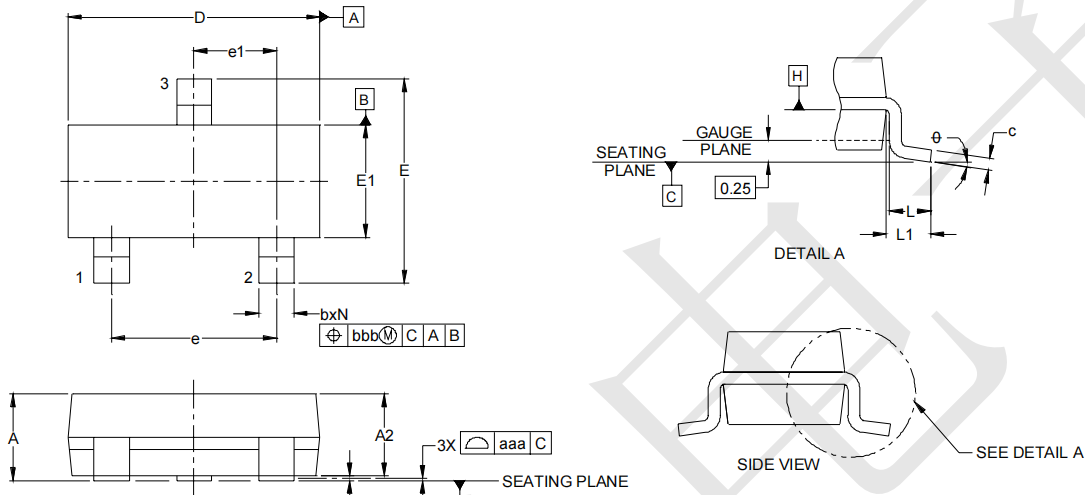 D
A
e1
3
B
E1
E
1
2
bxN
e
bbbⓂ C A B
H
GAUGE
PLANE
SEATING
PLANE
C
0.25
θ
c
L
L1
DETAIL A
A
A2
3X aaa C
SEATING PLANE
SIDE VIEW
SEE DETAIL A